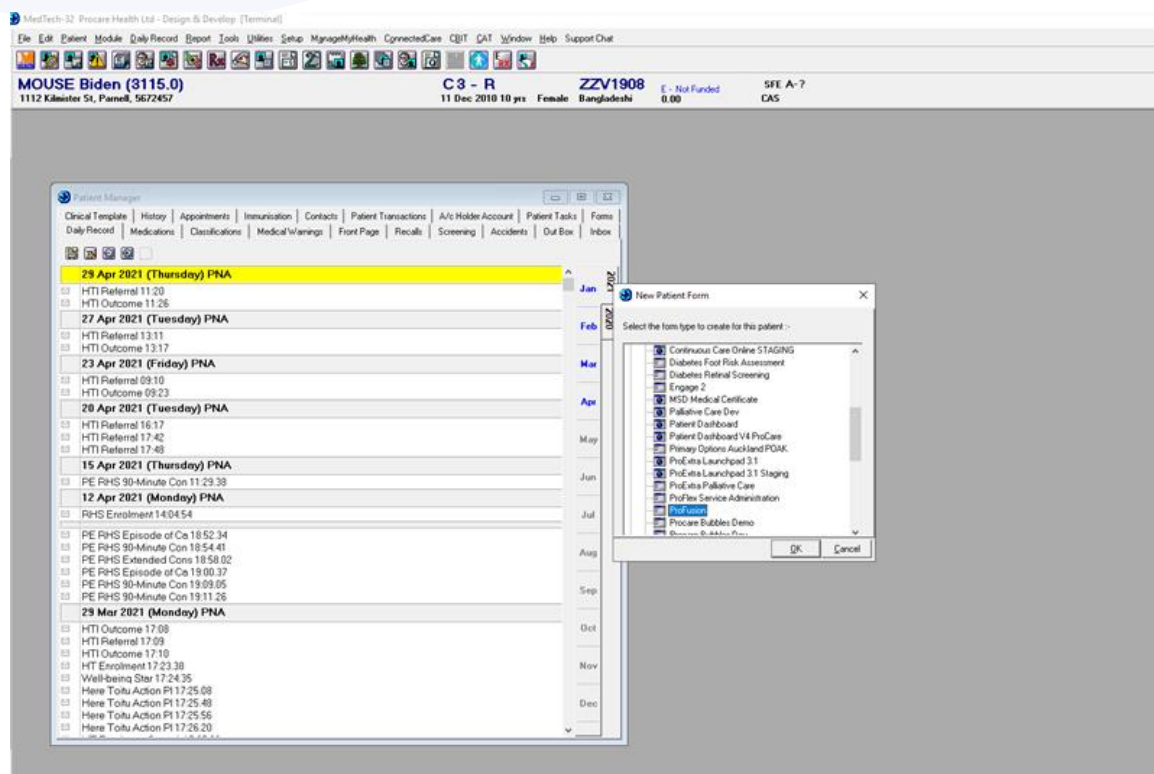 MedTech-32 Procare Health Ltd - Design & Develop [Terminal]
File Edit Patient Module Daily Record Report Tools Utilities Setup ManageMyHealth ConnectedCare CBIT CAT Window Help Support Chat
MOUSE Biden (3115.0) C 3 - R ZZV1908 E - Not Funded SFE A-?
1112 Kilmister St, Parnell, 5672457 11 Dec 2010 10 yrs Female Bangladeshi 0.00 CAS
Patient Manager
Clinical Template History Appointments Immunisation Contacts Patient Transactions A/c Holder Account Patient Tasks Forms
Daily Record Medications Classifications Medical Warnings Front Page Recalls Screening Accidents Out Box Inbox
29 Apr 2021 (Thursday) PNA
HTI Referral 11:20
HTI Outcome 11:26
27 Apr 2021 (Tuesday) PNA
HTI Referral 13:11
HTI Outcome 13:17
23 Apr 2021 (Friday) PNA
HTI Referral 09:10
HTI Outcome 09:23
20 Apr 2021 (Tuesday) PNA
HTI Referral 16:17
HTI Referral 17:42
HTI Referral 17:48
15 Apr 2021 (Thursday) PNA
PE RHS 90-Minute Con 11:29.38
12 Apr 2021 (Monday) PNA
RHS Enrolment 14:04:54
PE RHS Episode of Ca 18:52.34
PE RHS 90-Minute Con 18:54.41
PE RHS Extended Cons 18:58.02
PE RHS Episode of Ca 19:00.37
PE RHS 90-Minute Con 19:09.05
PE RHS 90-Minute Con 19:11.26
29 Mar 2021 (Monday) PNA
HTI Outcome 17:08
HTI Referral 17:09
HTI Outcome 17:10
HT Enrolment 17:23.38
Well-being Star 17:24.35
Here Toitu Action Pl 17:25.08
Here Toitu Action Pl 17:25.48
Here Toitu Action Pl 17:25.56
Here Toitu Action Pl 17:26.20
Jan
Feb
Mar
Apr
May
Jun
Jul
Aug
Sep
Oct
Nov
Dec
2021
2020
New Patient Form
Select the form type to create for this patient :-
Continuous Care Online STAGING
Diabetes Foot Risk Assessment
Diabetes Retinal Screening
Engage 2
MSD Medical Certificate
Palliative Care Dev
Patient Dashboard
Patient Dashboard V4 ProCare
Primary Options Auckland POAK
ProExtra Launchpad 3.1
ProExtra Launchpad 3.1 Staging
ProExtra Palliative Care
ProFlex Service Administration
ProFusion
Procare Bubbles Demo
OK Cancel